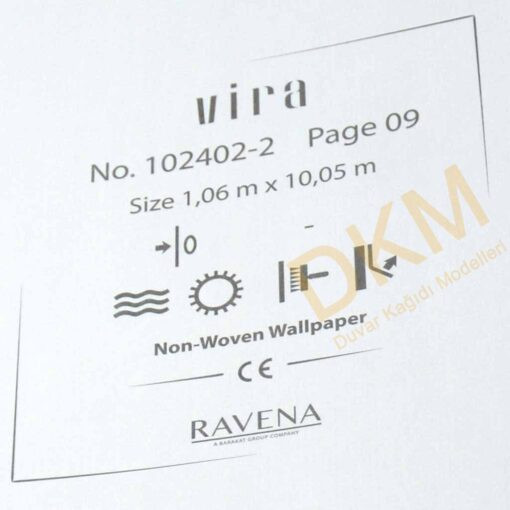 vira
No. 102402-2 Page 09
Size 1,06 m x 10,05 m
0
-
Non-Woven Wallpaper
CE
RAVENA
A BARAKAT GROUP COMPANY
DKM
Duvar Kağıdı Modelleri